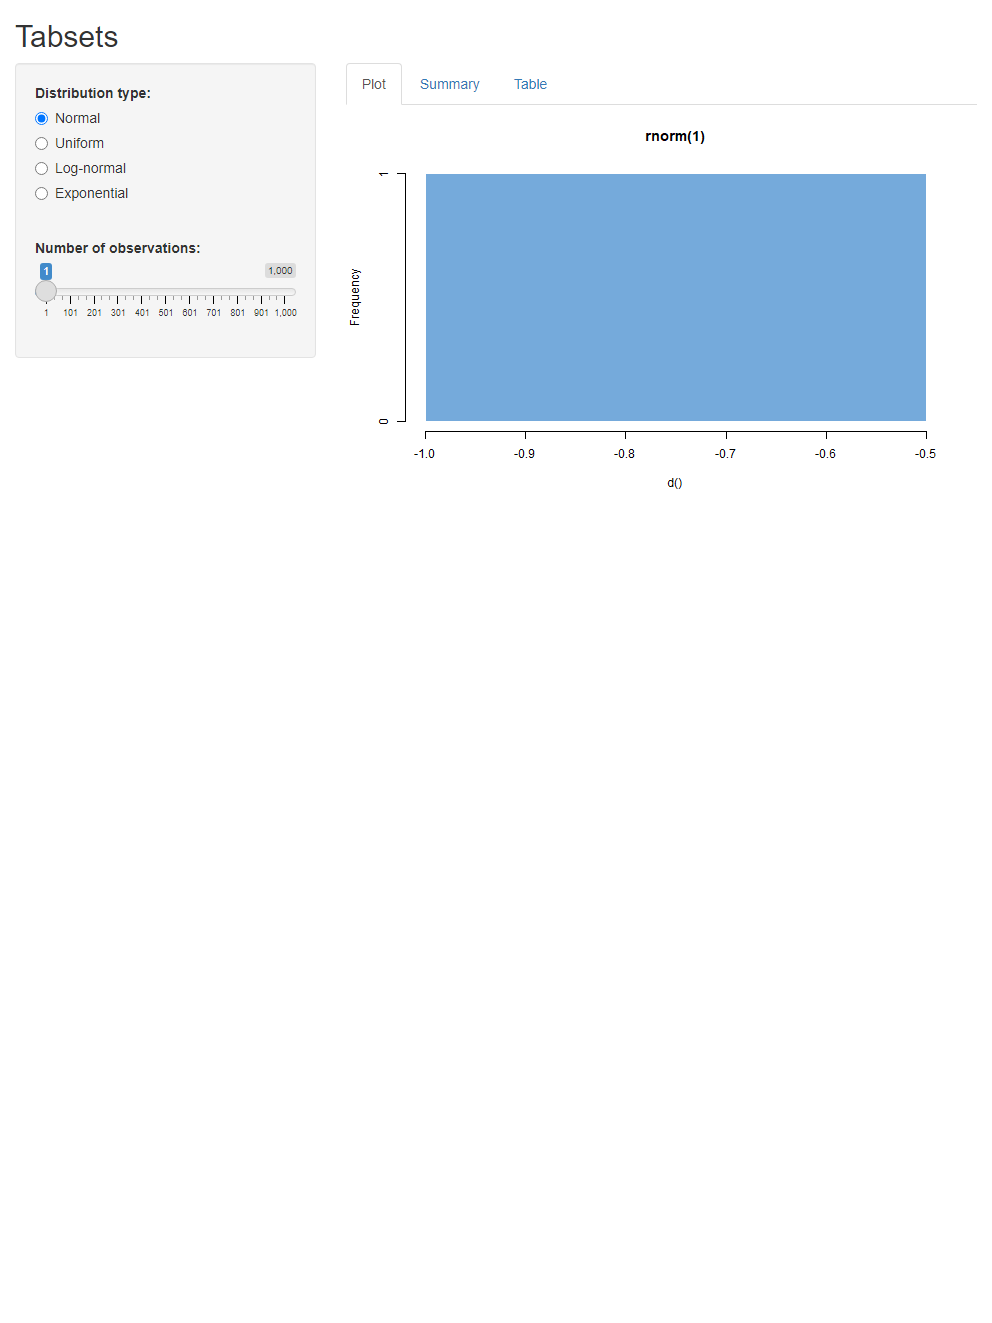 Tabsets
Distribution type:
Normal
Uniform
Log-normal
Exponential
Number of observations:
1 1,000
1 101 201 301 401 501 601 701 801 901 1,000
Plot Summary Table
rnorm(1)
Frequency
1
0
-1.0 -0.9 -0.8 -0.7 -0.6 -0.5
d()